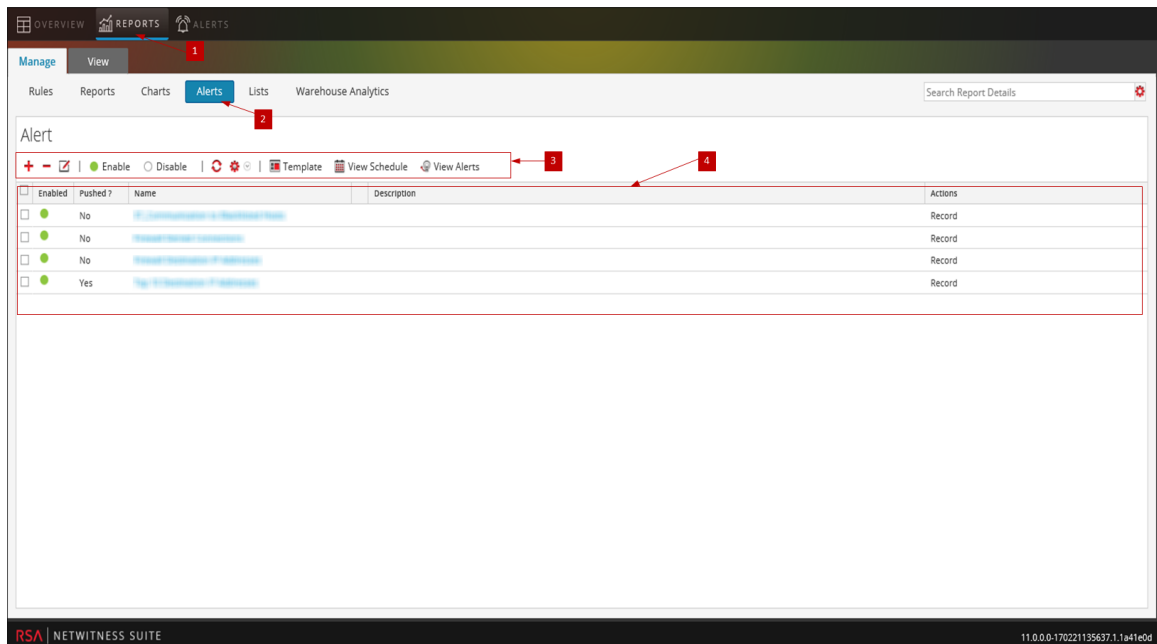 OVERVIEW REPORTS ALERTS
1
Manage View
Rules Reports Charts Alerts Lists Warehouse Analytics Search Report Details
2
Alert
Enable Disable | Template View Schedule View Alerts
3
4
Enabled Pushed ? Name Description Actions
No Record
No Record
No Record
Yes Record
RSA | NETWITNESS SUITE 11.0.0.0-170221135637.1.1a41e0d